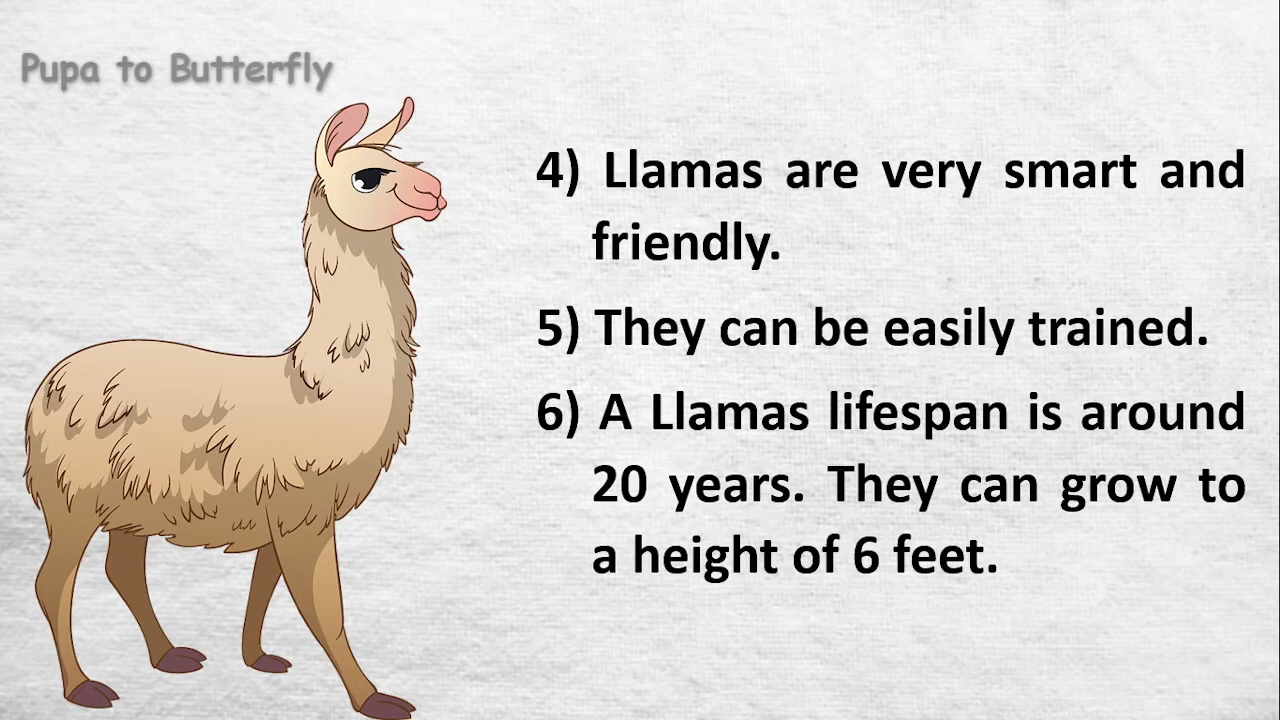 Pupa to Butterfly
4) Llamas are very smart and
friendly.
5) They can be easily trained.
6) A Llamas lifespan is around
20 years. They can grow to
a height of 6 feet.